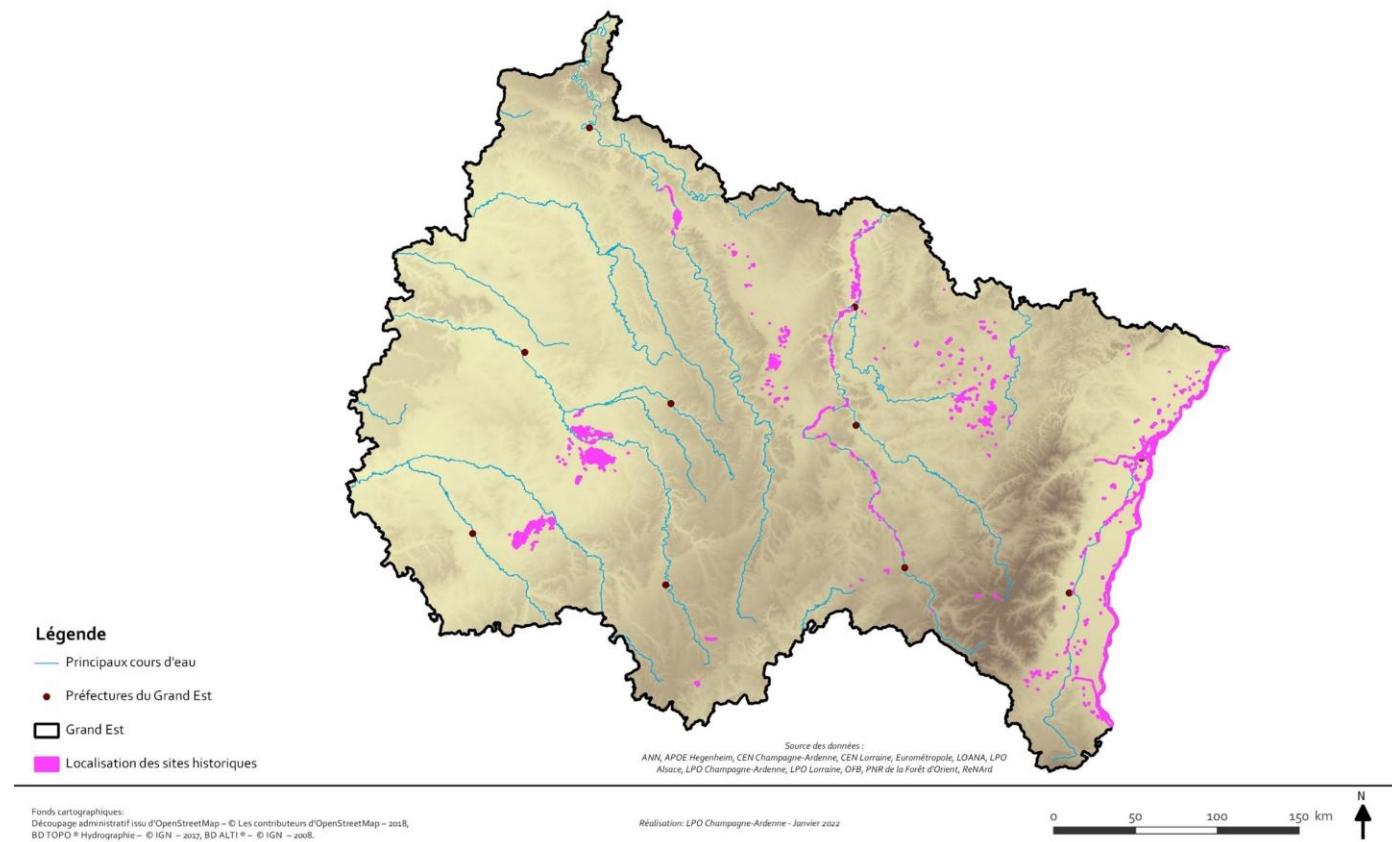 Légende
Principaux cours d'eau
Préfectures du Grand Est
Grand Est
Localisation des sites historiques
Source des données :
ANN, APOE Hegenheim, CEN Champagne-Ardenne, CEN Lorraine, Eurométropole, LOANA, LPO
Alsace, LPO Champagne-Ardenne, LPO Lorraine, OFB, PNR de la Forêt d'Orient, ReNArd
Fonds cartographiques:
Découpage administratif issu d'OpenStreetMap – © Les contributeurs d'OpenStreetMap – 2018,
BD TOPO ® Hydrographie – © IGN – 2017, BD ALTI ® – © IGN – 2008.
Réalisation: LPO Champagne-Ardenne - Janvier 2022
0 50 100 150 km
N